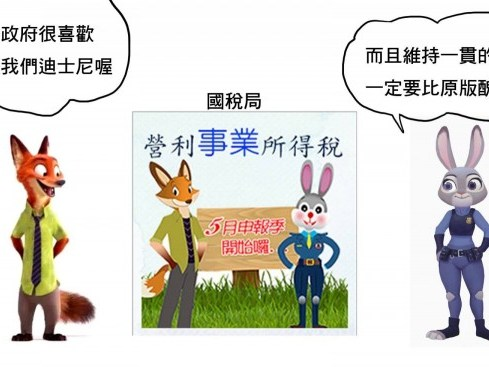 政府很喜歡
我們迪士尼喔
而且維持一貫的
一定要比原版醜
國稅局
營利事業所得稅
5月申報季
開始囉.